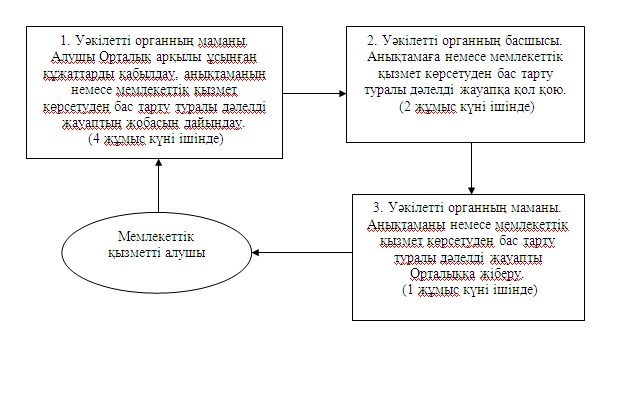 1. Уәкілетті органның маманы.
Алушы Орталық арқылы ұсынған
құжаттарды қабылдау, анықтаманың
немесе мемлекеттік қызмет
көрсетуден бас тарту туралы дәлелді
жауаптың жобасын дайындау.
(4 жұмыс күні ішінде)
2. Уәкілетті органның басшысы.
Анықтамаға немесе мемлекеттік
қызмет көрсетуден бас тарту
туралы дәлелді жауапқа қол қою.
(2 жұмыс күні ішінде)
3. Уәкілетті органның маманы.
Анықтаманы немесе мемлекеттік
қызмет көрсетуден бас тарту
туралы дәлелді жауапты
Орталыққа жіберу.
(1 жұмыс күні ішінде)
Мемлекеттік
қызметті алушы